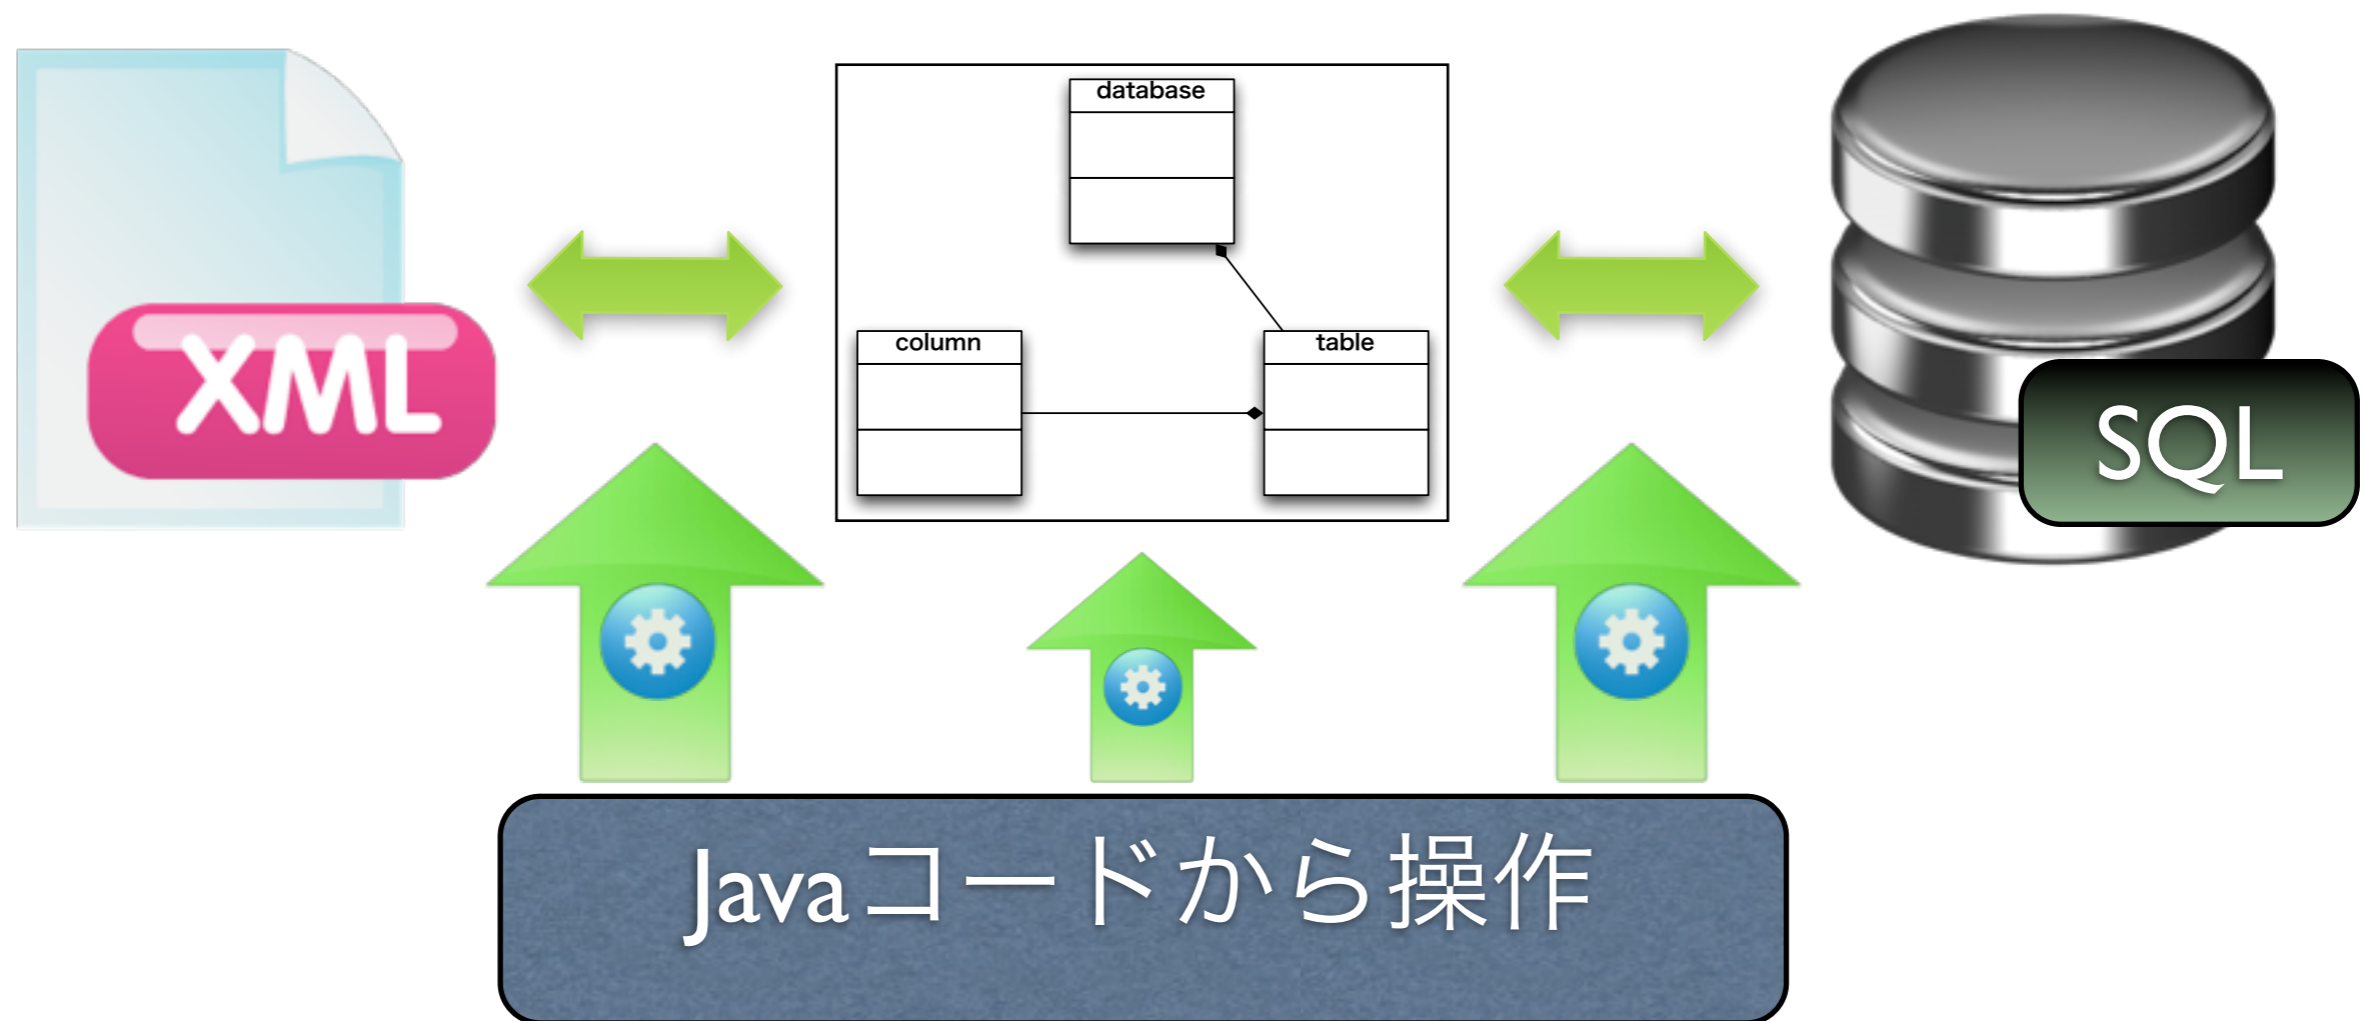 database
XML
column
table
SQL
Javaコードから操作